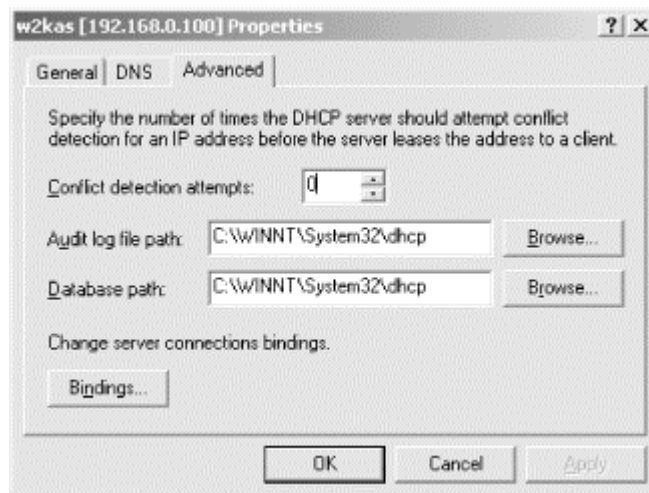 w2kas [192.168.0.100] Properties
General DNS Advanced
Specify the number of times the DHCP server should attempt conflict
detection for an IP address before the server leases the address to a client.
Conflict detection attempts: 0
Audit log file path: C:\WINNT\System32\dhcp Browse...
Database path: C:\WINNT\System32\dhcp Browse...
Change server connections bindings.
Bindings...
OK Cancel Apply